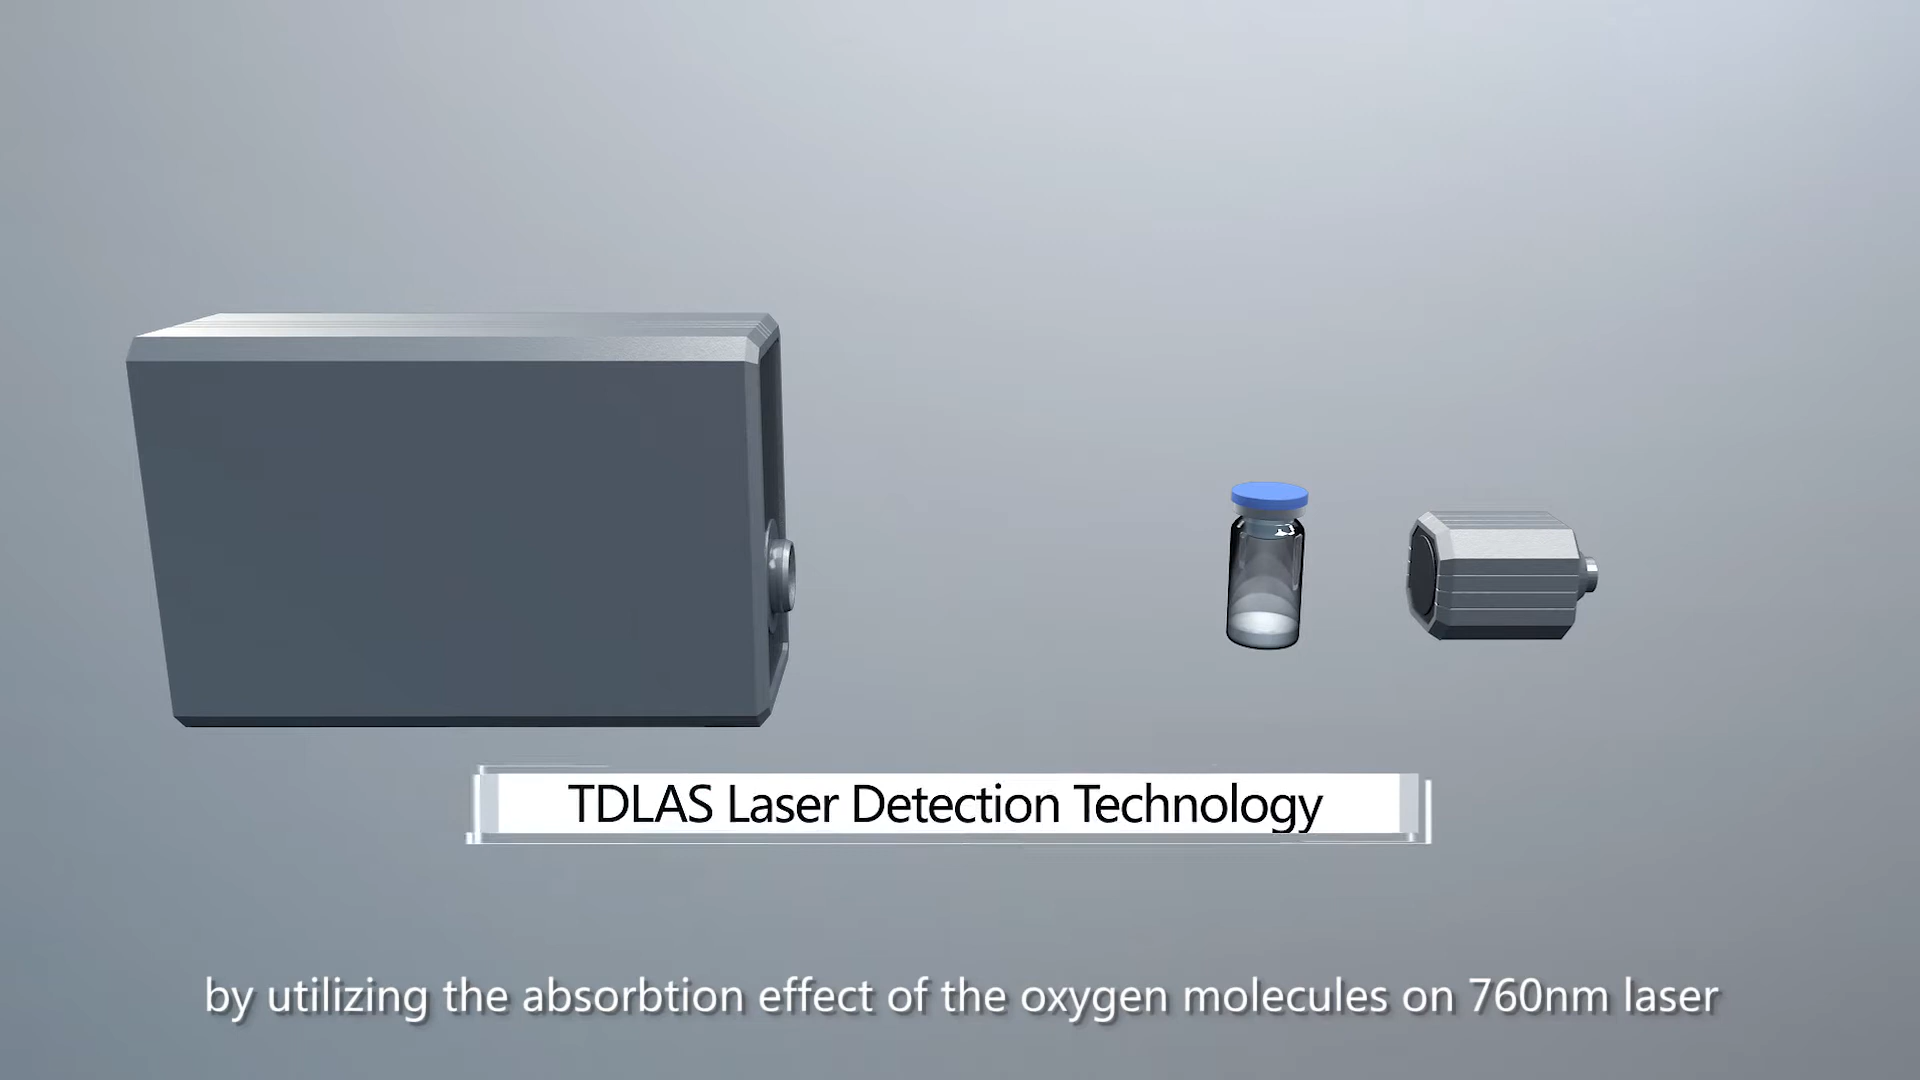 TDLAS Laser Detection Technology
by utilizing the absorbtion effect of the oxygen molecules on 760nm laser